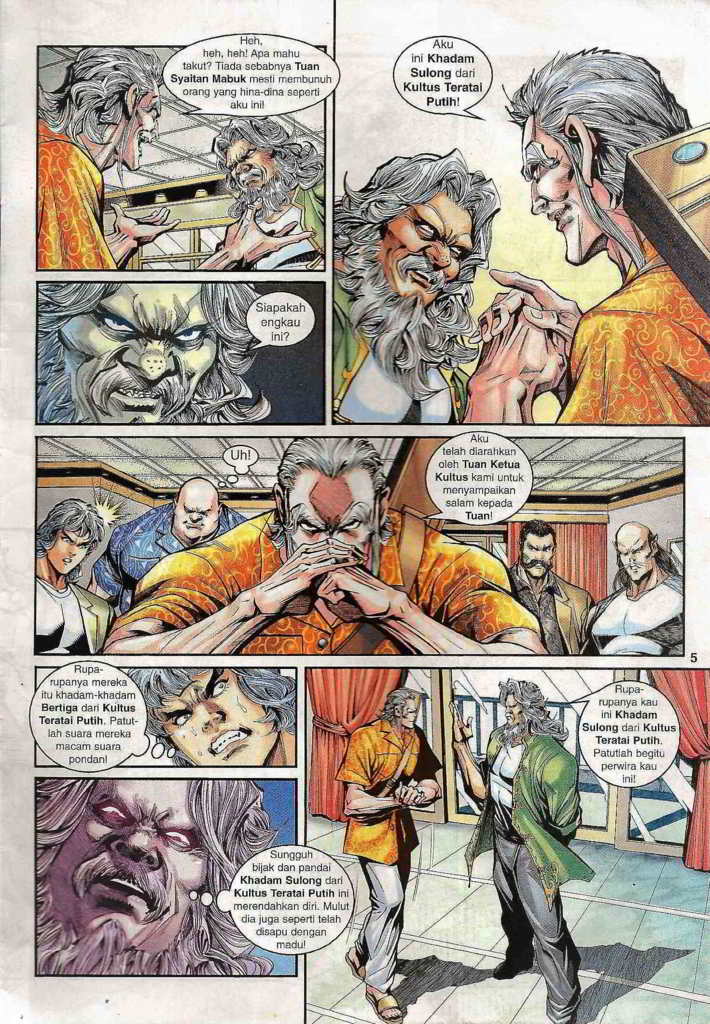 Heh,
heh, heh! Apa mahu
takut? Tiada sebabnya Tuan
Syaitan Mabuk mesti membunuh
orang yang hina-dina seperti
aku ini!
Aku
ini Khadam
Sulong dari
Kultus Teratai
Putih!
Siapakah
engkau
ini?
Uh!
Aku
telah diarahkan
oleh Tuan Ketua
Kultus kami untuk
menyampaikan
salam kepada
Tuan!
5
Rupa-
rupanya mereka
itu khadam-khadam
Bertiga dari Kultus
Teratai Putih. Patut-
lah suara mereka
macam suara
pondan!
Rupa-
rupanya kau
ini Khadam
Sulong dari Kultus
Teratai Putih.
Patutlah begitu
perwira kau
ini!
Sungguh
bijak dan pandai
Khadam Sulong dari
Kultus Teratai Putih ini
merendahkan diri. Mulut
dia juga seperti telah
disapu dengan
madu!